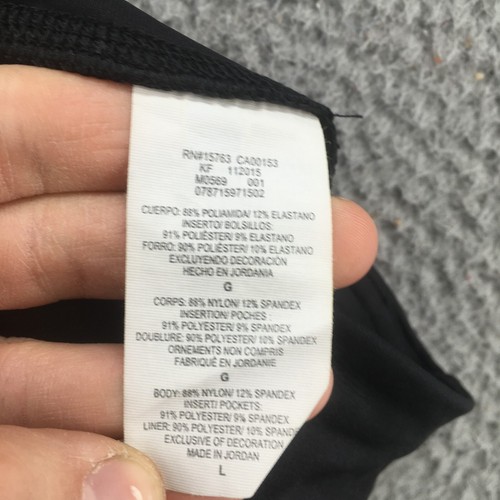 RN#15763 CA00153
KF 112015
M0569 001
078715971502
CUERPO: 88% POLIAMIDA/ 12% ELASTANO
INSERTO/ BOLSILLOS:
91% POLIÉSTER/ 9% ELASTANO
FORRO: 90% POLIÉSTER/ 10% ELASTANO
EXCLUYENDO DECORACIÓN
HECHO EN JORDANIA
G
CORPS: 88% NYLON/ 12% SPANDEX
INSERTION/ POCHES :
91% POLYESTER/ 9% SPANDEX
DOUBLURE: 90% POLYESTER/ 10% SPANDEX
ORNEMENTS NON COMPRIS
FABRIQUÉ EN JORDANIE
G
BODY: 88% NYLON/ 12% SPANDEX
INSERT/ POCKETS:
91% POLYESTER/ 9% SPANDEX
LINER: 90% POLYESTER/ 10% SPANDEX
EXCLUSIVE OF DECORATION
MADE IN JORDAN
L